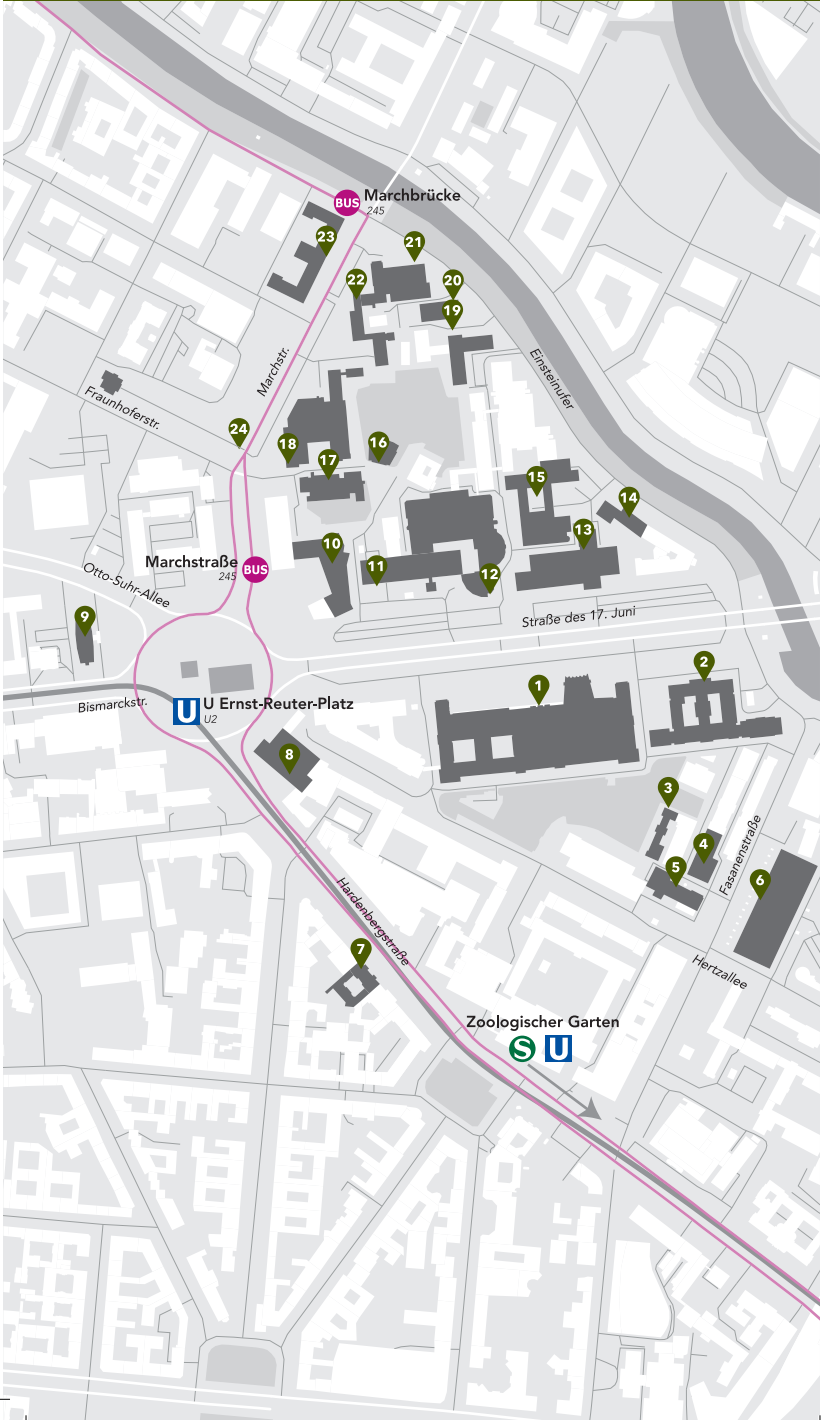 BUS Marchbrücke
245
23
21
22
20
19
Marchstr.
Einsteinufer
Fraunhoferstr.
24
18
17
16
15
14
13
Marchstraße BUS
245
10
11
12
Otto-Suhr-Allee
9
Straße des 17. Juni
1
2
Bismarckstr.
U U Ernst-Reuter-Platz
U2
8
3
4
5
6
Fasanenstraße
Hardenbergstraße
7
Hertzallee
Zoologischer Garten
S U